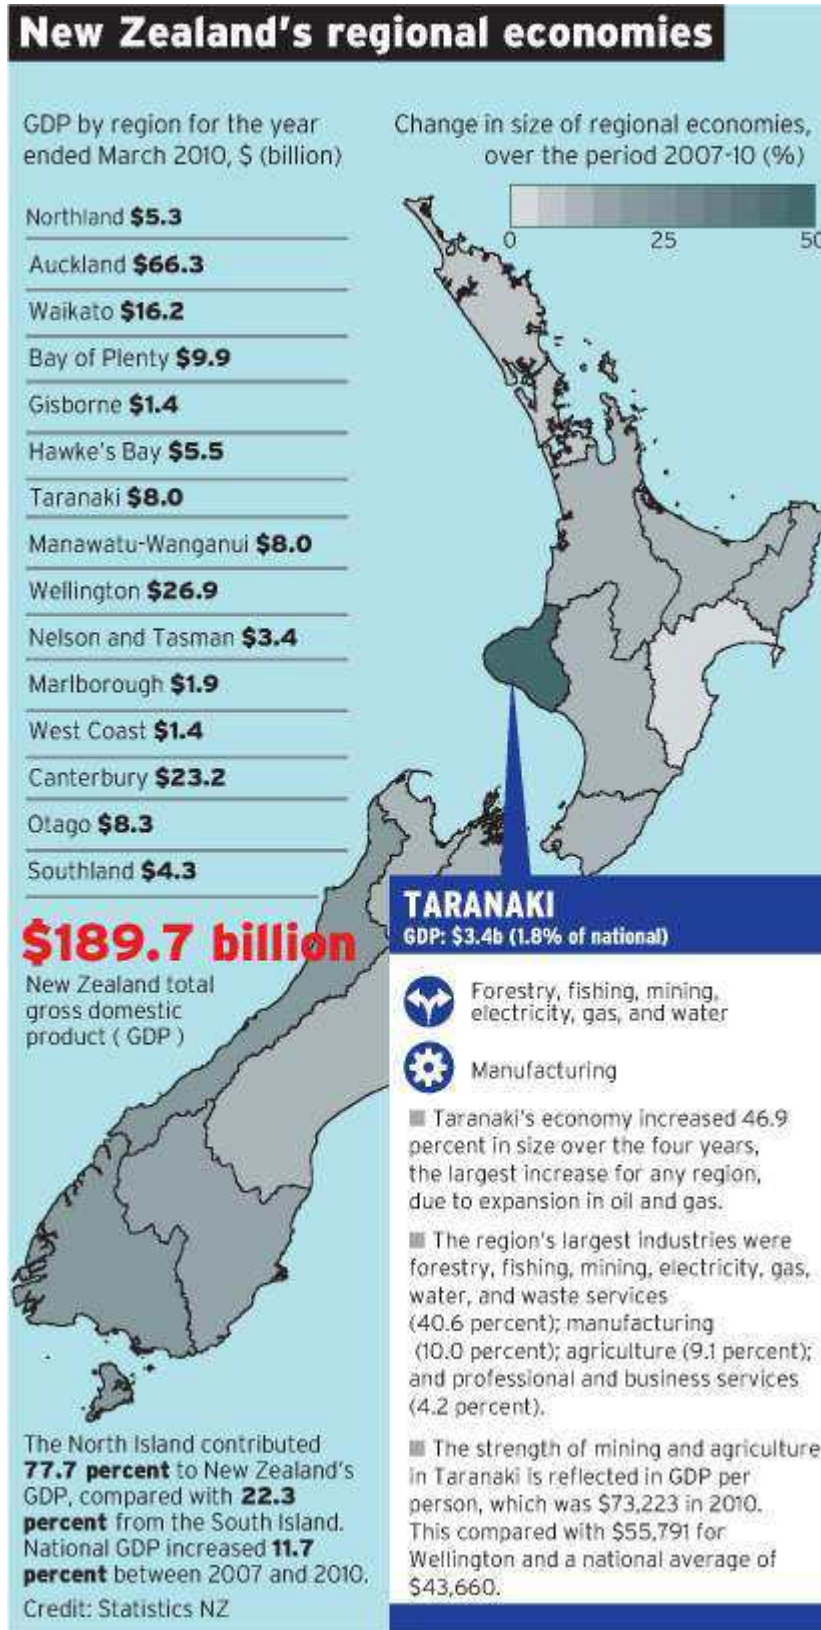 New Zealand's regional economies
GDP by region for the year
ended March 2010, $ (billion)
Northland $5.3
Auckland $66.3
Waikato $16.2
Bay of Plenty $9.9
Gisborne $1.4
Hawke's Bay $5.5
Taranaki $8.0
Manawatu-Wanganui $8.0
Wellington $26.9
Nelson and Tasman $3.4
Marlborough $1.9
West Coast $1.4
Canterbury $23.2
Otago $8.3
Southland $4.3
$189.7 billion
New Zealand total
gross domestic
product ( GDP )
Change in size of regional economies,
over the period 2007-10 (%)
0 25 50
TARANAKI
GDP: $3.4b (1.8% of national)
Forestry, fishing, mining,
electricity, gas, and water
Manufacturing
Taranaki's economy increased 46.9
percent in size over the four years,
the largest increase for any region,
due to expansion in oil and gas.
The region's largest industries were
forestry, fishing, mining, electricity, gas,
water, and waste services
(40.6 percent); manufacturing
(10.0 percent); agriculture (9.1 percent);
and professional and business services
(4.2 percent).
The strength of mining and agriculture
in Taranaki is reflected in GDP per
person, which was $73,223 in 2010.
This compared with $55,791 for
Wellington and a national average of
$43,660.
The North Island contributed
77.7 percent to New Zealand's
GDP, compared with 22.3
percent from the South Island.
National GDP increased 11.7
percent between 2007 and 2010.
Credit: Statistics NZ